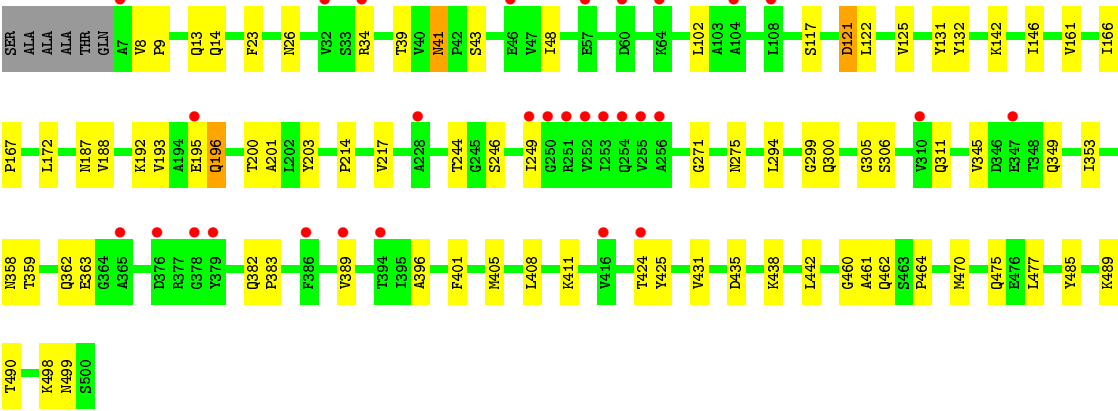 SER ALA ALA ALA THR GLN A7 V8 P9 Q13 Q14 F23 N26 V32 S33 R34 T39 V40 N41 P42 S43 E46 V47 I48 E57 D60 K64 L102 A103 A104 L108 S117 D121 L122 V125 Y131 Y132 K142 I146 V161 I166
P167 L172 N187 V188 K192 V193 A194 E195 Q196 T200 A201 L202 Y203 P214 V217 A228 T244 G245 S246 I249 G250 R251 V252 I253 Q254 V255 A256 G271 N275 L294 G299 Q300 G305 S306 V310 Q311 V345 D346 E347 T348 Q349 I353
N358 T359 Q362 E363 G364 A365 D376 R377 G378 Y379 Q382 P383 F386 V389 T394 I395 A396 F401 M405 L408 K411 V416 T424 Y425 V431 D435 K438 L442 G460 A461 Q462 S463 P464 M470 Q475 E476 L477 Y485 K489
T490 K498 N499 S500